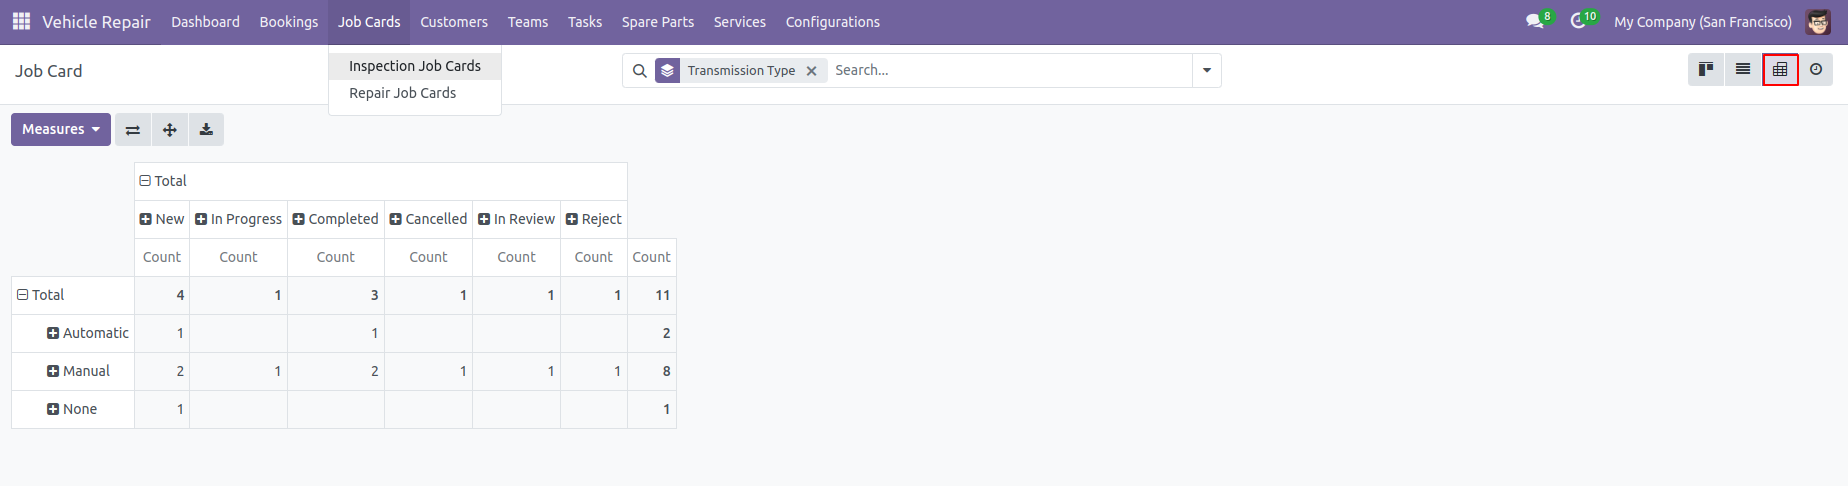 Vehicle Repair Dashboard Bookings Job Cards Customers Teams Tasks Spare Parts Services Configurations 8 10 My Company (San Francisco)
Inspection Job Cards
Repair Job Cards
Job Card
Transmission Type Search...
Measures
Total
New In Progress Completed Cancelled In Review Reject
Count Count Count Count Count Count Count
Total 4 1 3 1 1 1 11
Automatic 1 1 2
Manual 2 1 2 1 1 1 8
None 1 1